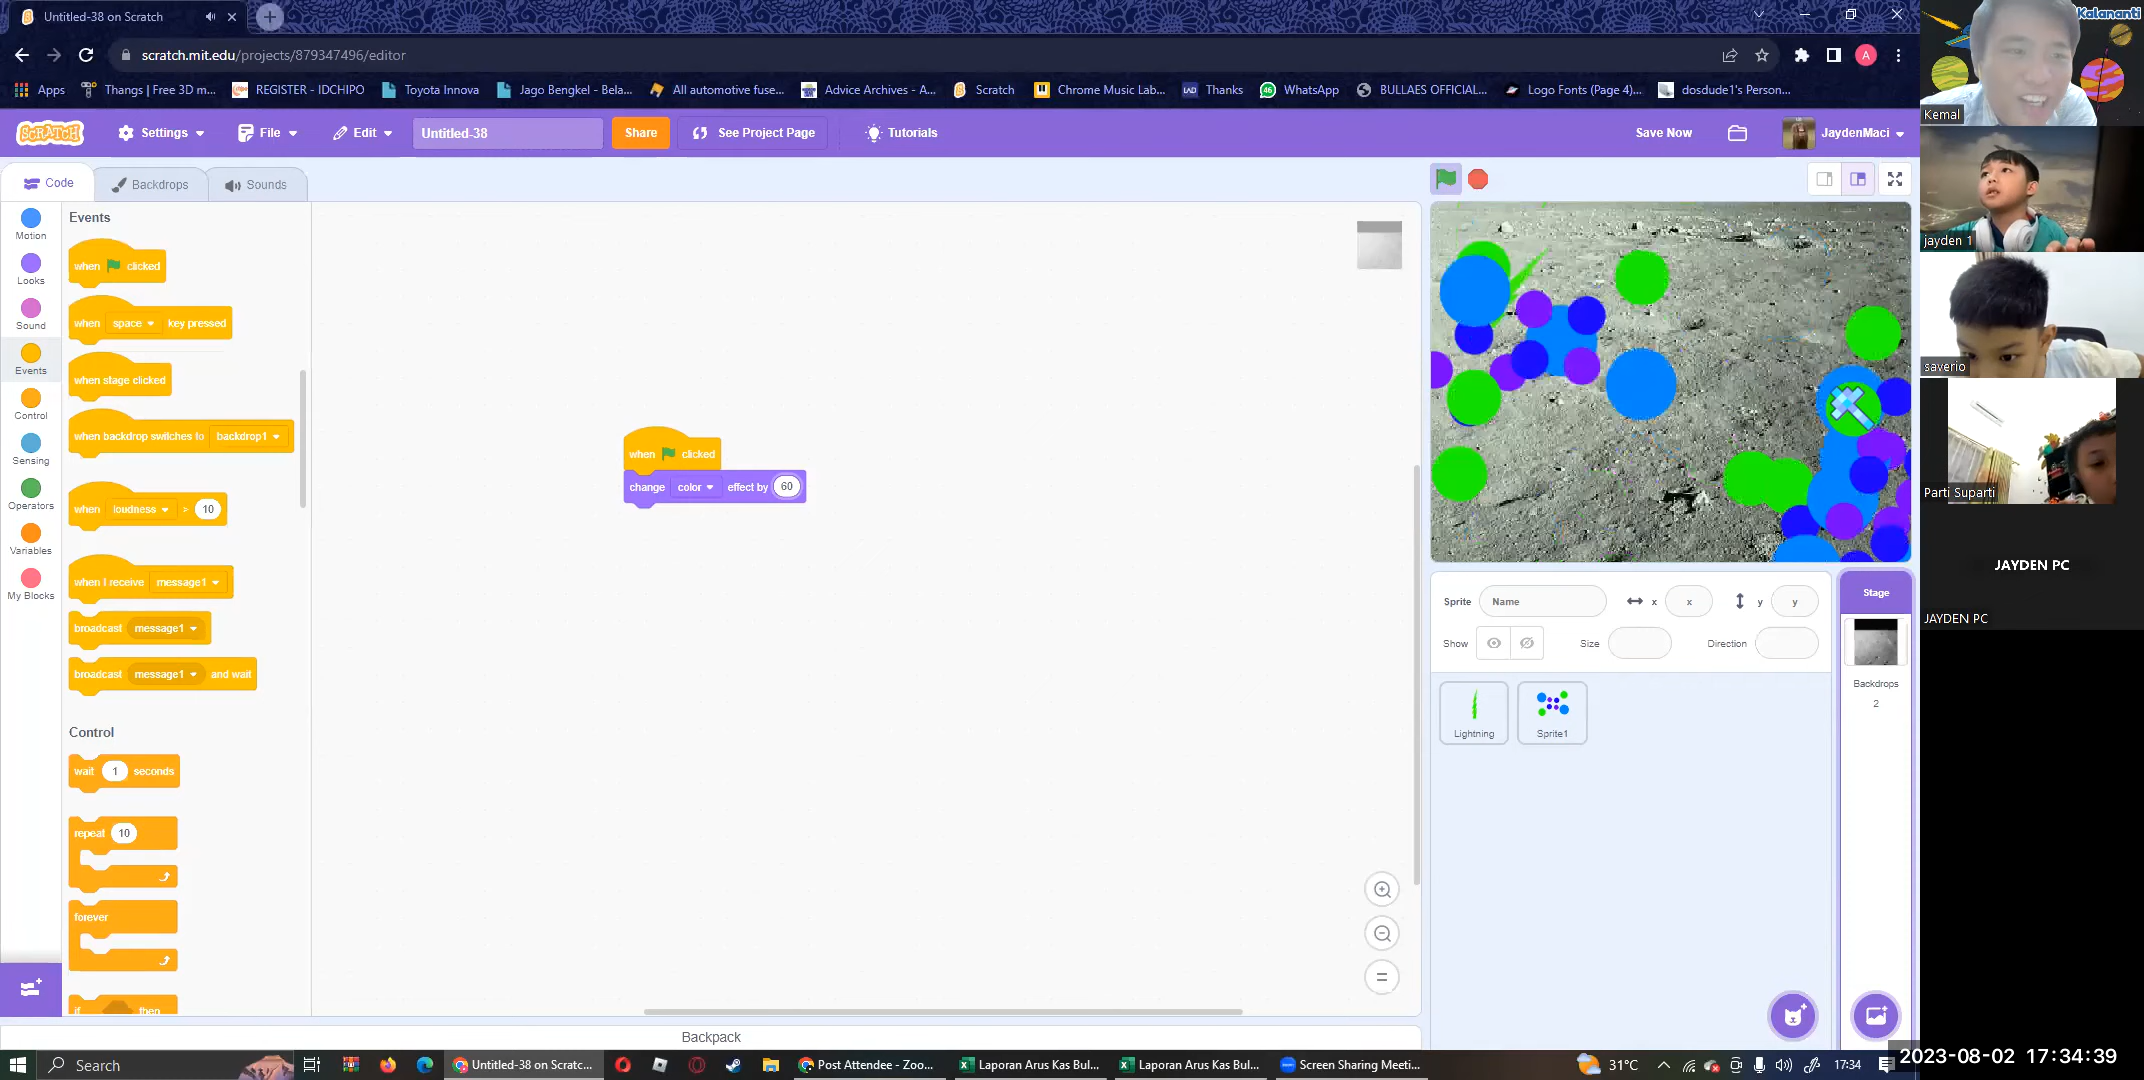 Untitled-38 on Scratch
scratch.mit.edu/projects/879347496/editor
Apps
Thangs | Free 3D m...
REGISTER - IDCHIPO
Toyota Innova
Jago Bengkel - Bela...
All automotive fuse...
Advice Archives - A...
Scratch
Chrome Music Lab...
Thanks
WhatsApp
BULLAES OFFICIAL...
Logo Fonts (Page 4)...
dosdude1's Person...
SCRATCH
Settings
File
Edit
Untitled-38
Share
See Project Page
Tutorials
Save Now
JaydenMaci
Code
Backdrops
Sounds
Motion
Looks
Sound
Events
Control
Sensing
Operators
Variables
My Blocks
Events
when clicked
when space key pressed
when stage clicked
when backdrop switches to backdrop1
when loudness > 10
when I receive message1
broadcast message1
broadcast message1 and wait
Control
wait 1 seconds
repeat 10
forever
if then
when clicked
change color effect by 60
Backpack
Sprite Name x x y y
Show Size Direction
Lightning
Sprite1
Stage
Backdrops
2
Kalananti
Kemal
jayden 1
saverio
Parti Suparti
JAYDEN PC
JAYDEN PC
Search
Untitled-38 on Scratc...
Post Attendee - Zoo...
Laporan Arus Kas Bul...
Laporan Arus Kas Bul...
Screen Sharing Meeti...
31°C
17:34
2023-08-02 17:34:39